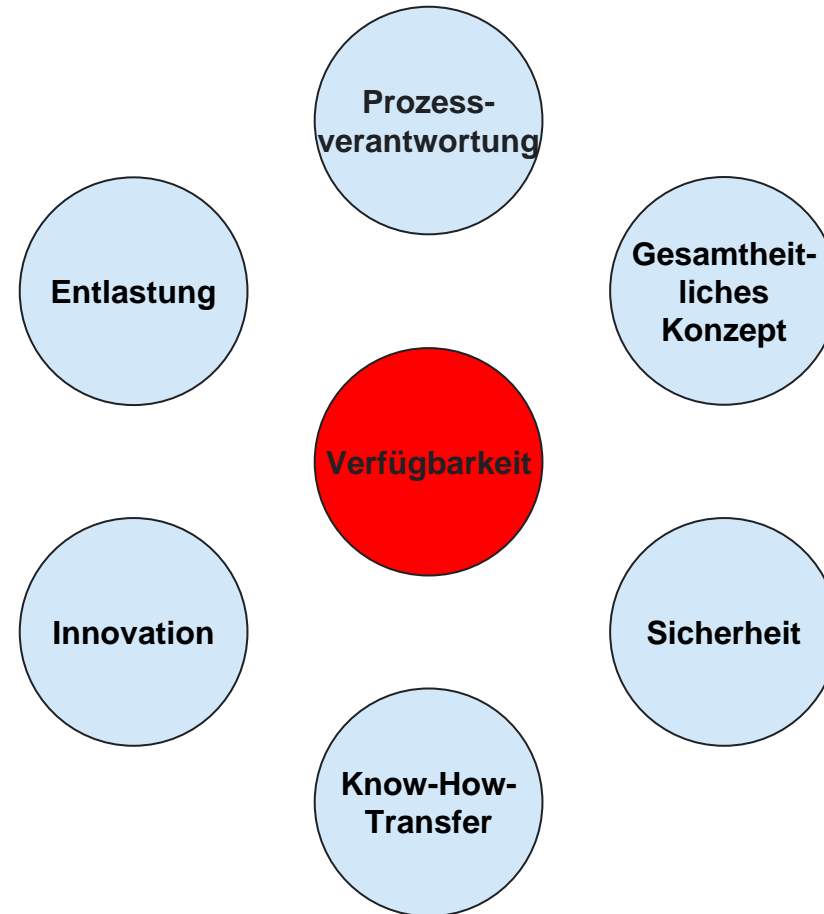 Prozess-
verantwortung
Entlastung
Gesamtheit-
liches
Konzept
Verfügbarkeit
Innovation
Sicherheit
Know-How-
Transfer